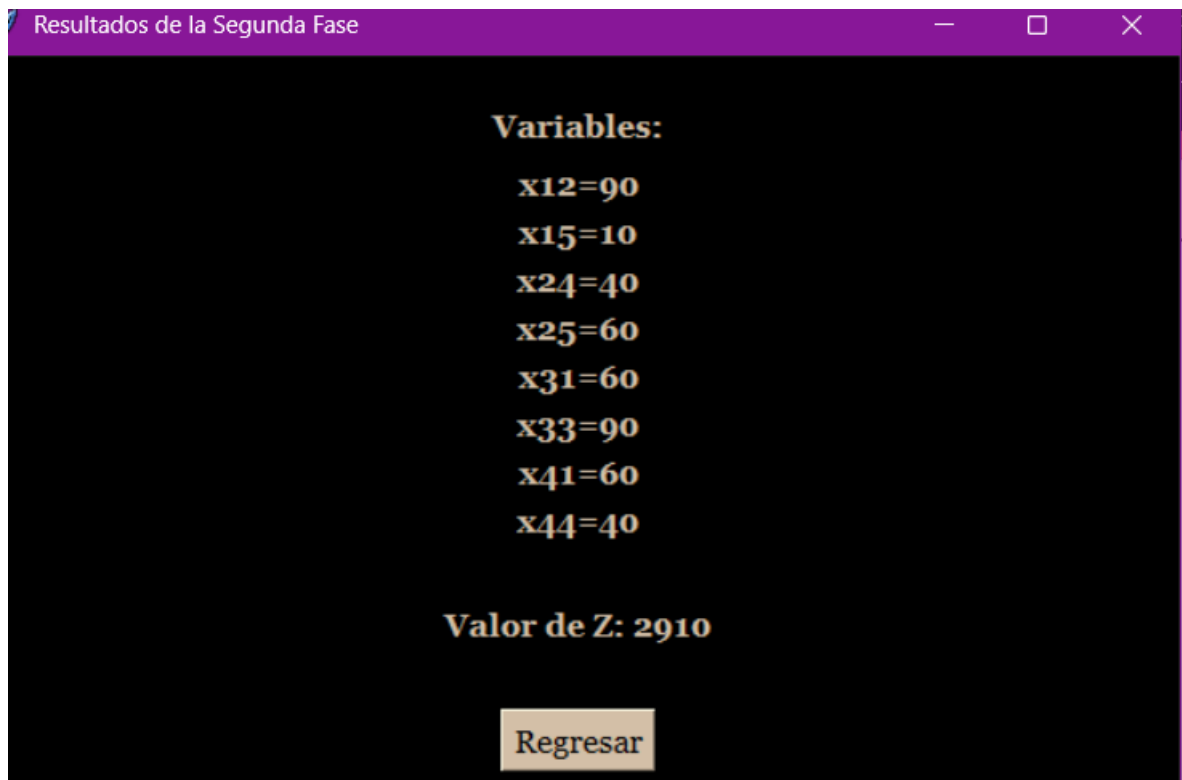 Resultados de la Segunda Fase
Variables:
x12=90
x15=10
x24=40
x25=60
x31=60
x33=90
x41=60
x44=40
Valor de Z: 2910
Regresar